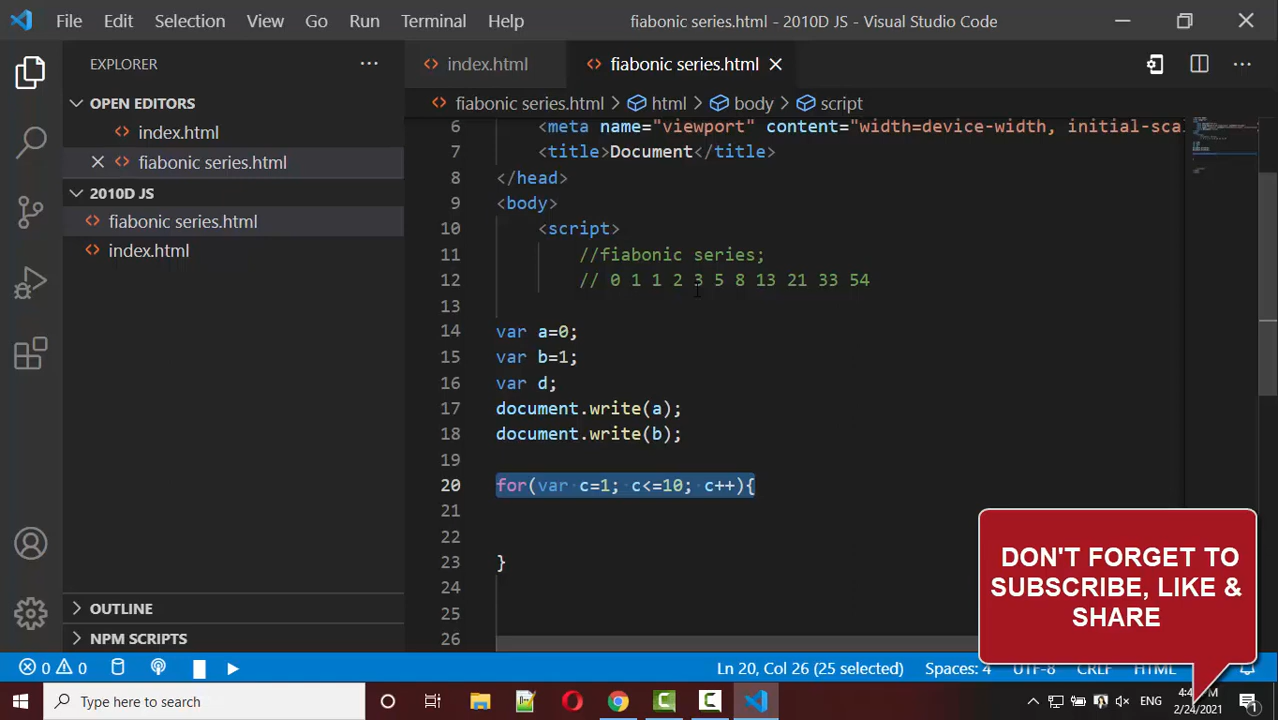 File Edit Selection View Go Run Terminal Help fiabonic series.html - 2010D JS - Visual Studio Code
EXPLORER
OPEN EDITORS
index.html
fiabonic series.html
2010D JS
fiabonic series.html
index.html
OUTLINE
NPM SCRIPTS
index.html fiabonic series.html
fiabonic series.html > html > body > script
6 <meta name="viewport" content="width=device-width, initial-sca
7 <title>Document</title>
8 </head>
9 <body>
10 <script>
11 //fiabonic series;
12 // 0 1 1 2 3 5 8 13 21 33 54
13
14 var a=0;
15 var b=1;
16 var d;
17 document.write(a);
18 document.write(b);
19
20 for(var c=1; c<=10; c++){
21
22
23 }
24
25
26
DON'T FORGET TO
SUBSCRIBE, LIKE &
SHARE
0 0 Ln 20, Col 26 (25 selected) Spaces: 4 UTF-8 CRLF HTML
Type here to search ENG
2/24/2021